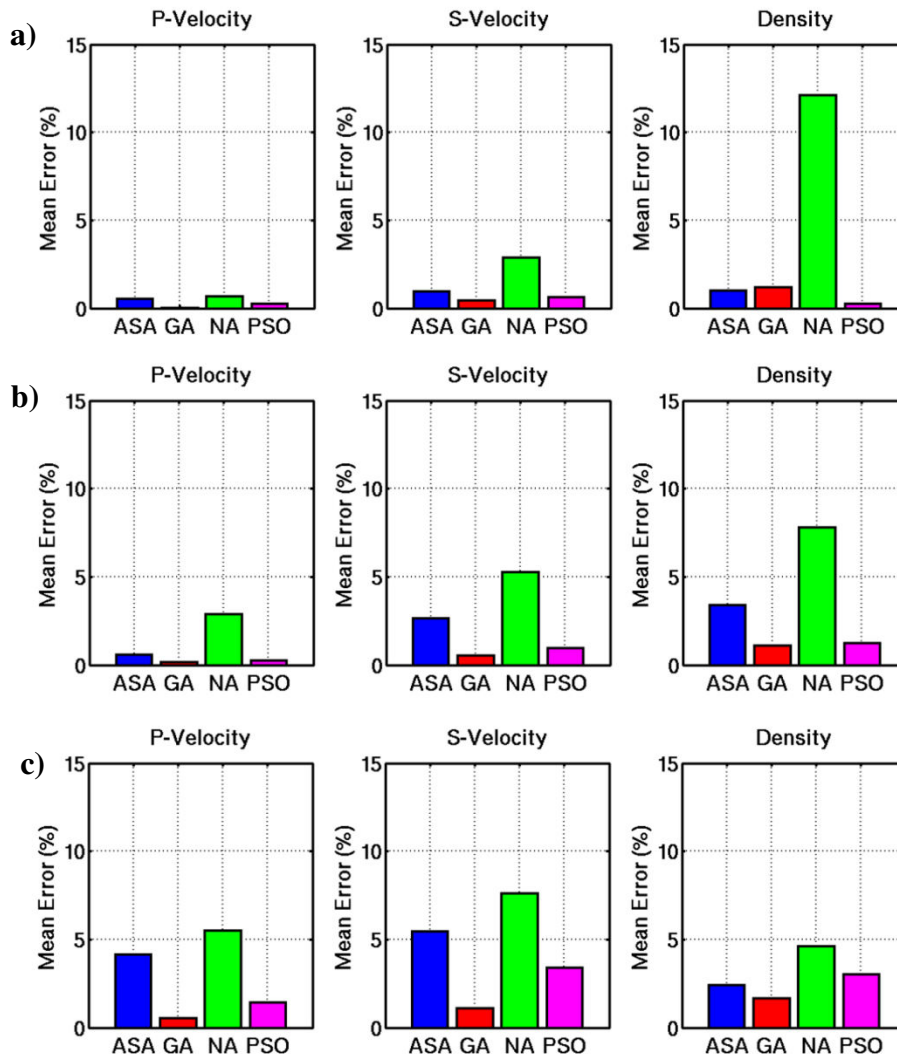 a)
P-Velocity
S-Velocity
Density
Mean Error (%)
15
10
5
0
ASA GA NA PSO
Mean Error (%)
15
10
5
0
ASA GA NA PSO
Mean Error (%)
15
10
5
0
ASA GA NA PSO
b)
P-Velocity
S-Velocity
Density
Mean Error (%)
15
10
5
0
ASA GA NA PSO
Mean Error (%)
15
10
5
0
ASA GA NA PSO
Mean Error (%)
15
10
5
0
ASA GA NA PSO
c)
P-Velocity
S-Velocity
Density
Mean Error (%)
15
10
5
0
ASA GA NA PSO
Mean Error (%)
15
10
5
0
ASA GA NA PSO
Mean Error (%)
15
10
5
0
ASA GA NA PSO